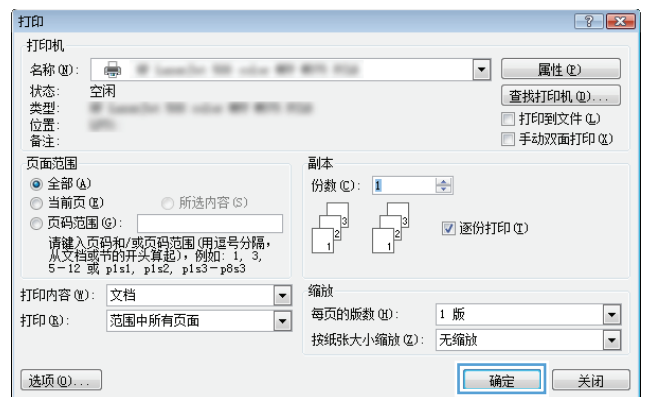 打印
打印机
名称(N):
属性(P)
状态: 空闲
查找打印机(D)...
类型:
位置:
打印到文件(L)
备注:
手动双面打印(X)
页面范围
副本
全部(A)
份数(C): 1
当前页(E) 所选内容(S)
页码范围(G):
请键入页码和/或页码范围(用逗号分隔,
从文档或节的开头算起),例如: 1, 3,
5-12 或 p1s1, p1s2, p1s3-p8s3
1 2 3
1 2 3
逐份打印(T)
打印内容(W): 文档
打印(R): 范围中所有页面
缩放
每页的版数(H): 1 版
按纸张大小缩放(Z): 无缩放
选项(O)...
确定
关闭